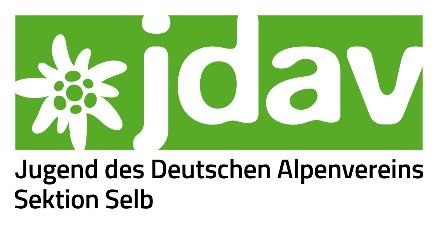 jdav
Jugend des Deutschen Alpenvereins
Sektion Selb